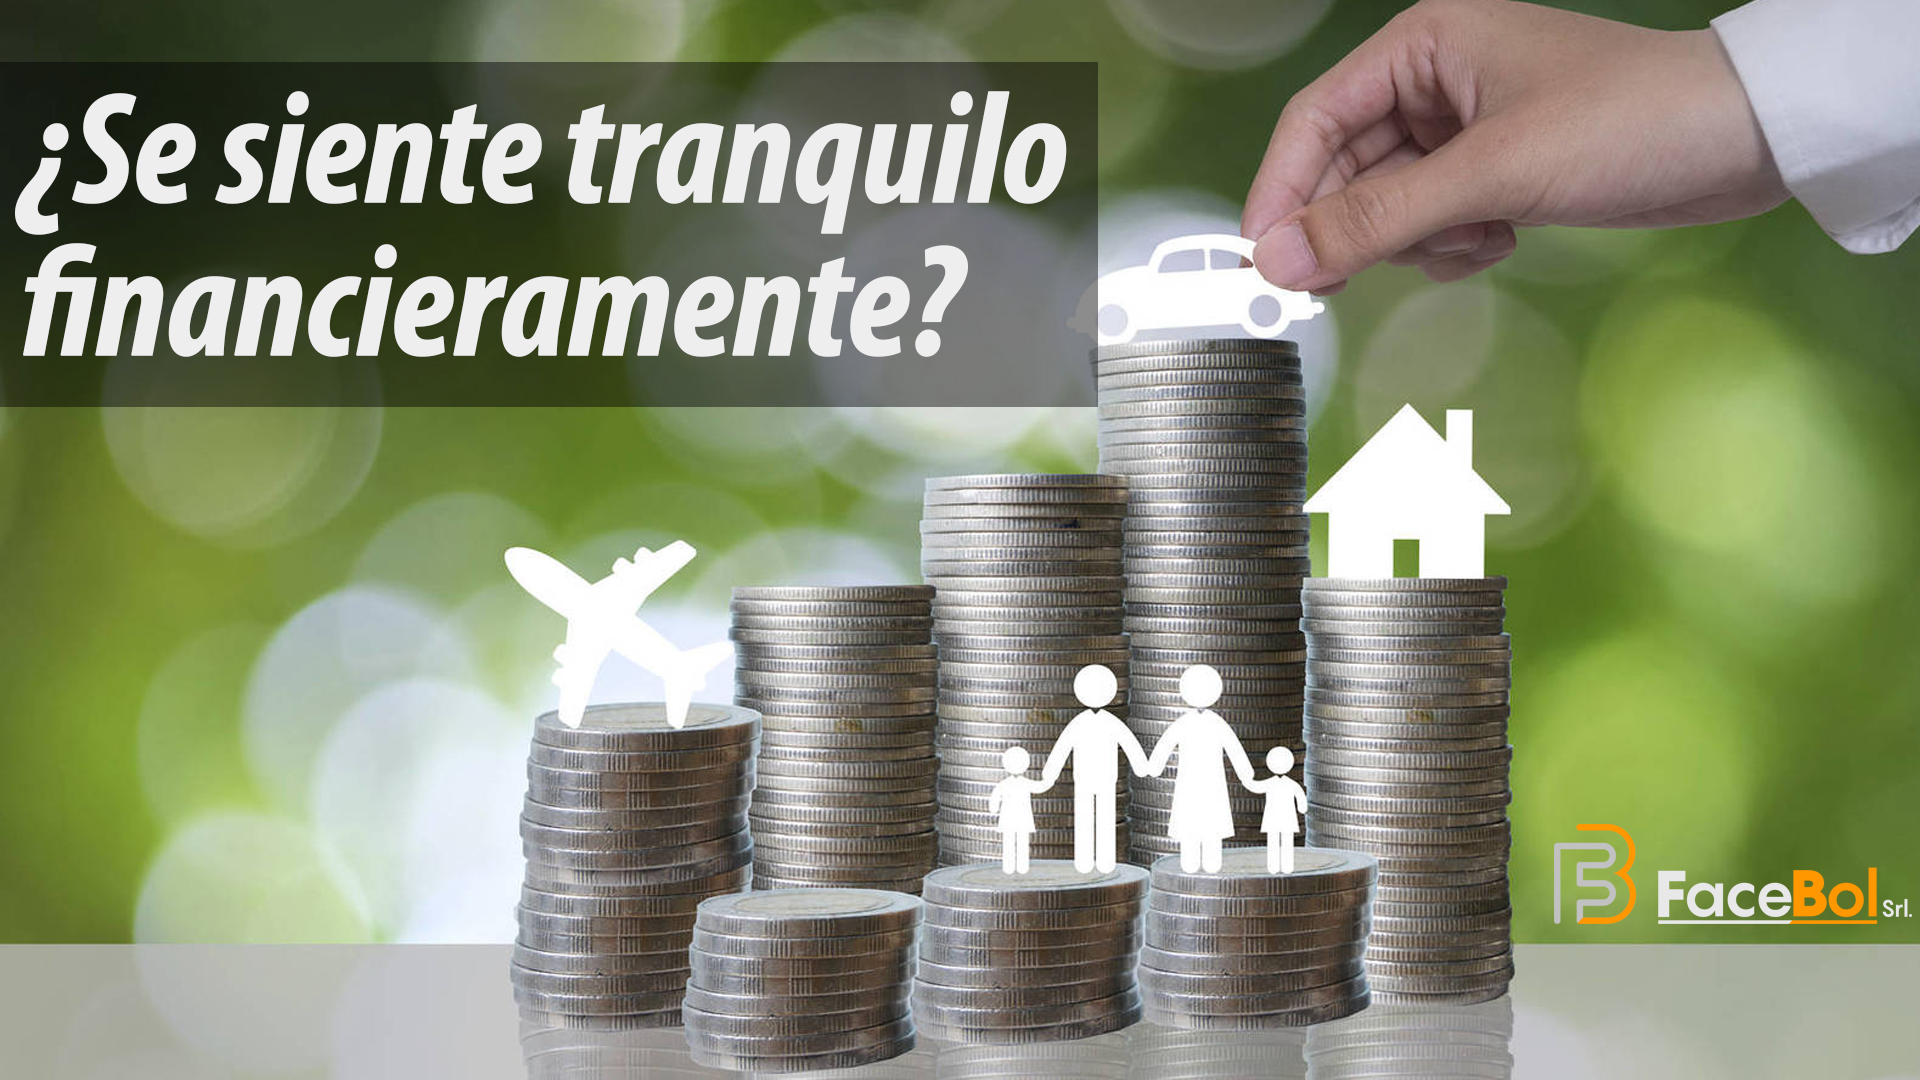 ¿Se siente tranquilo
financieramente?
FaceBol Srl.